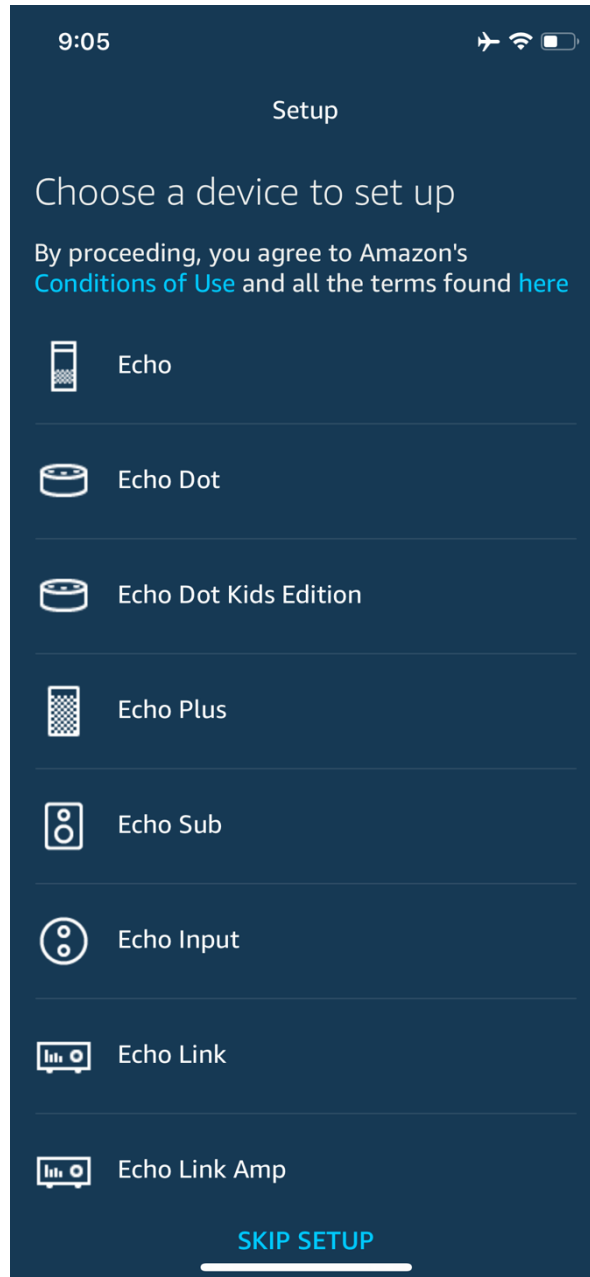 9:05
Setup
Choose a device to set up
By proceeding, you agree to Amazon's
Conditions of Use and all the terms found here
Echo
Echo Dot
Echo Dot Kids Edition
Echo Plus
Echo Sub
Echo Input
Echo Link
Echo Link Amp
SKIP SETUP